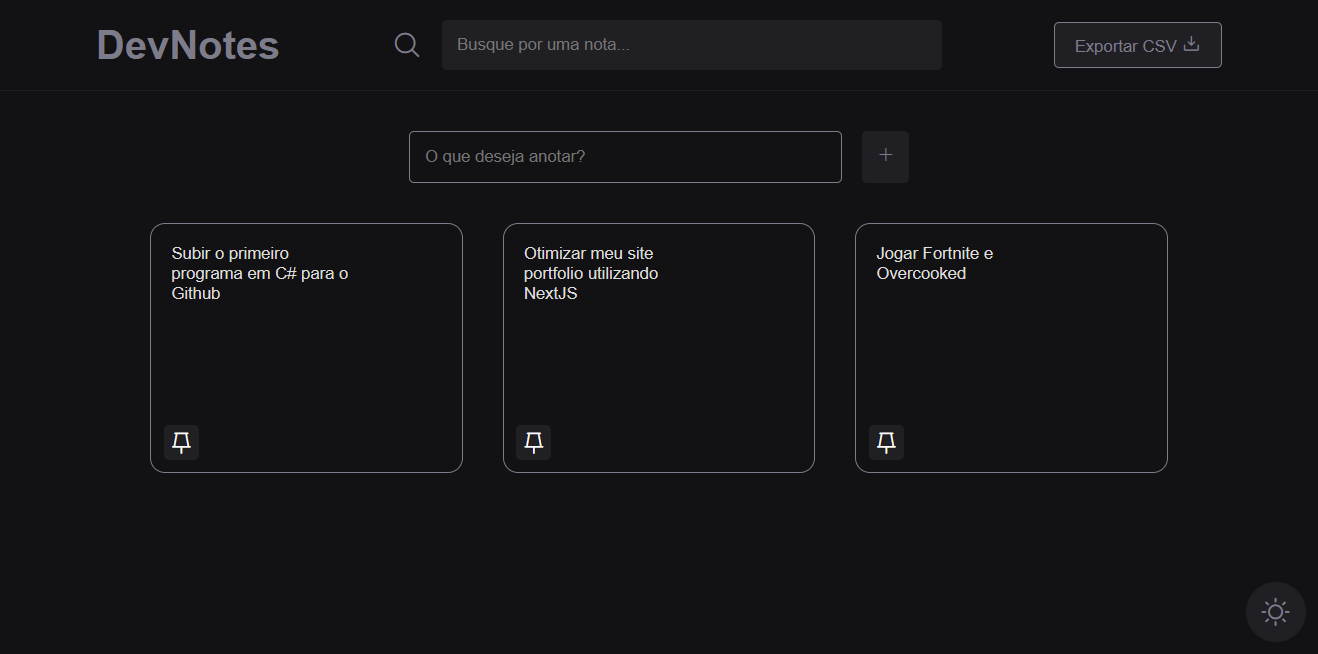 DevNotes
Busque por uma nota...
Exportar CSV
O que deseja anotar?
+
Subir o primeiro
programa em C# para o
Github
Otimizar meu site
portfolio utilizando
NextJS
Jogar Fortnite e
Overcooked